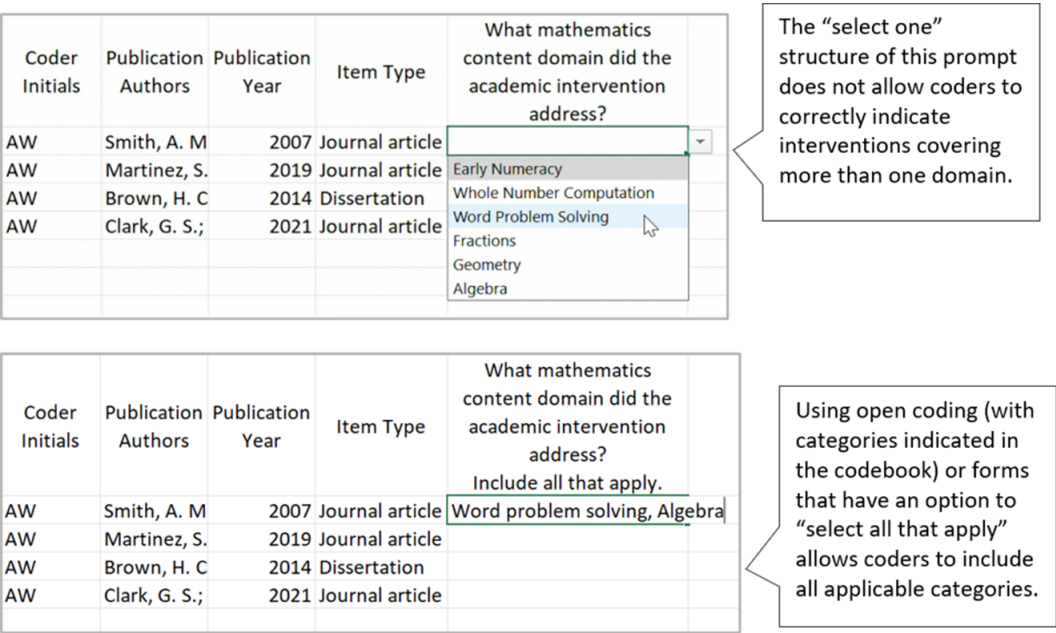 What mathematics
content domain did the
academic intervention
address?
Coder
Initials
Publication
Authors
Publication
Year
Item Type
AW Smith, A. M 2007 Journal article
AW Martinez, S. 2019 Journal article
AW Brown, H. C 2014 Dissertation
AW Clark, G. S.; 2021 Journal article
Early Numeracy
Whole Number Computation
Word Problem Solving
Fractions
Geometry
Algebra
The “select one”
structure of this prompt
does not allow coders to
correctly indicate
interventions covering
more than one domain.
What mathematics
content domain did the
academic intervention
address?
Include all that apply.
Coder
Initials
Publication
Authors
Publication
Year
Item Type
AW Smith, A. M 2007 Journal article Word problem solving, Algebra
AW Martinez, S. 2019 Journal article
AW Brown, H. C 2014 Dissertation
AW Clark, G. S.; 2021 Journal article
Using open coding (with
categories indicated in
the codebook) or forms
that have an option to
“select all that apply”
allows coders to include
all applicable categories.